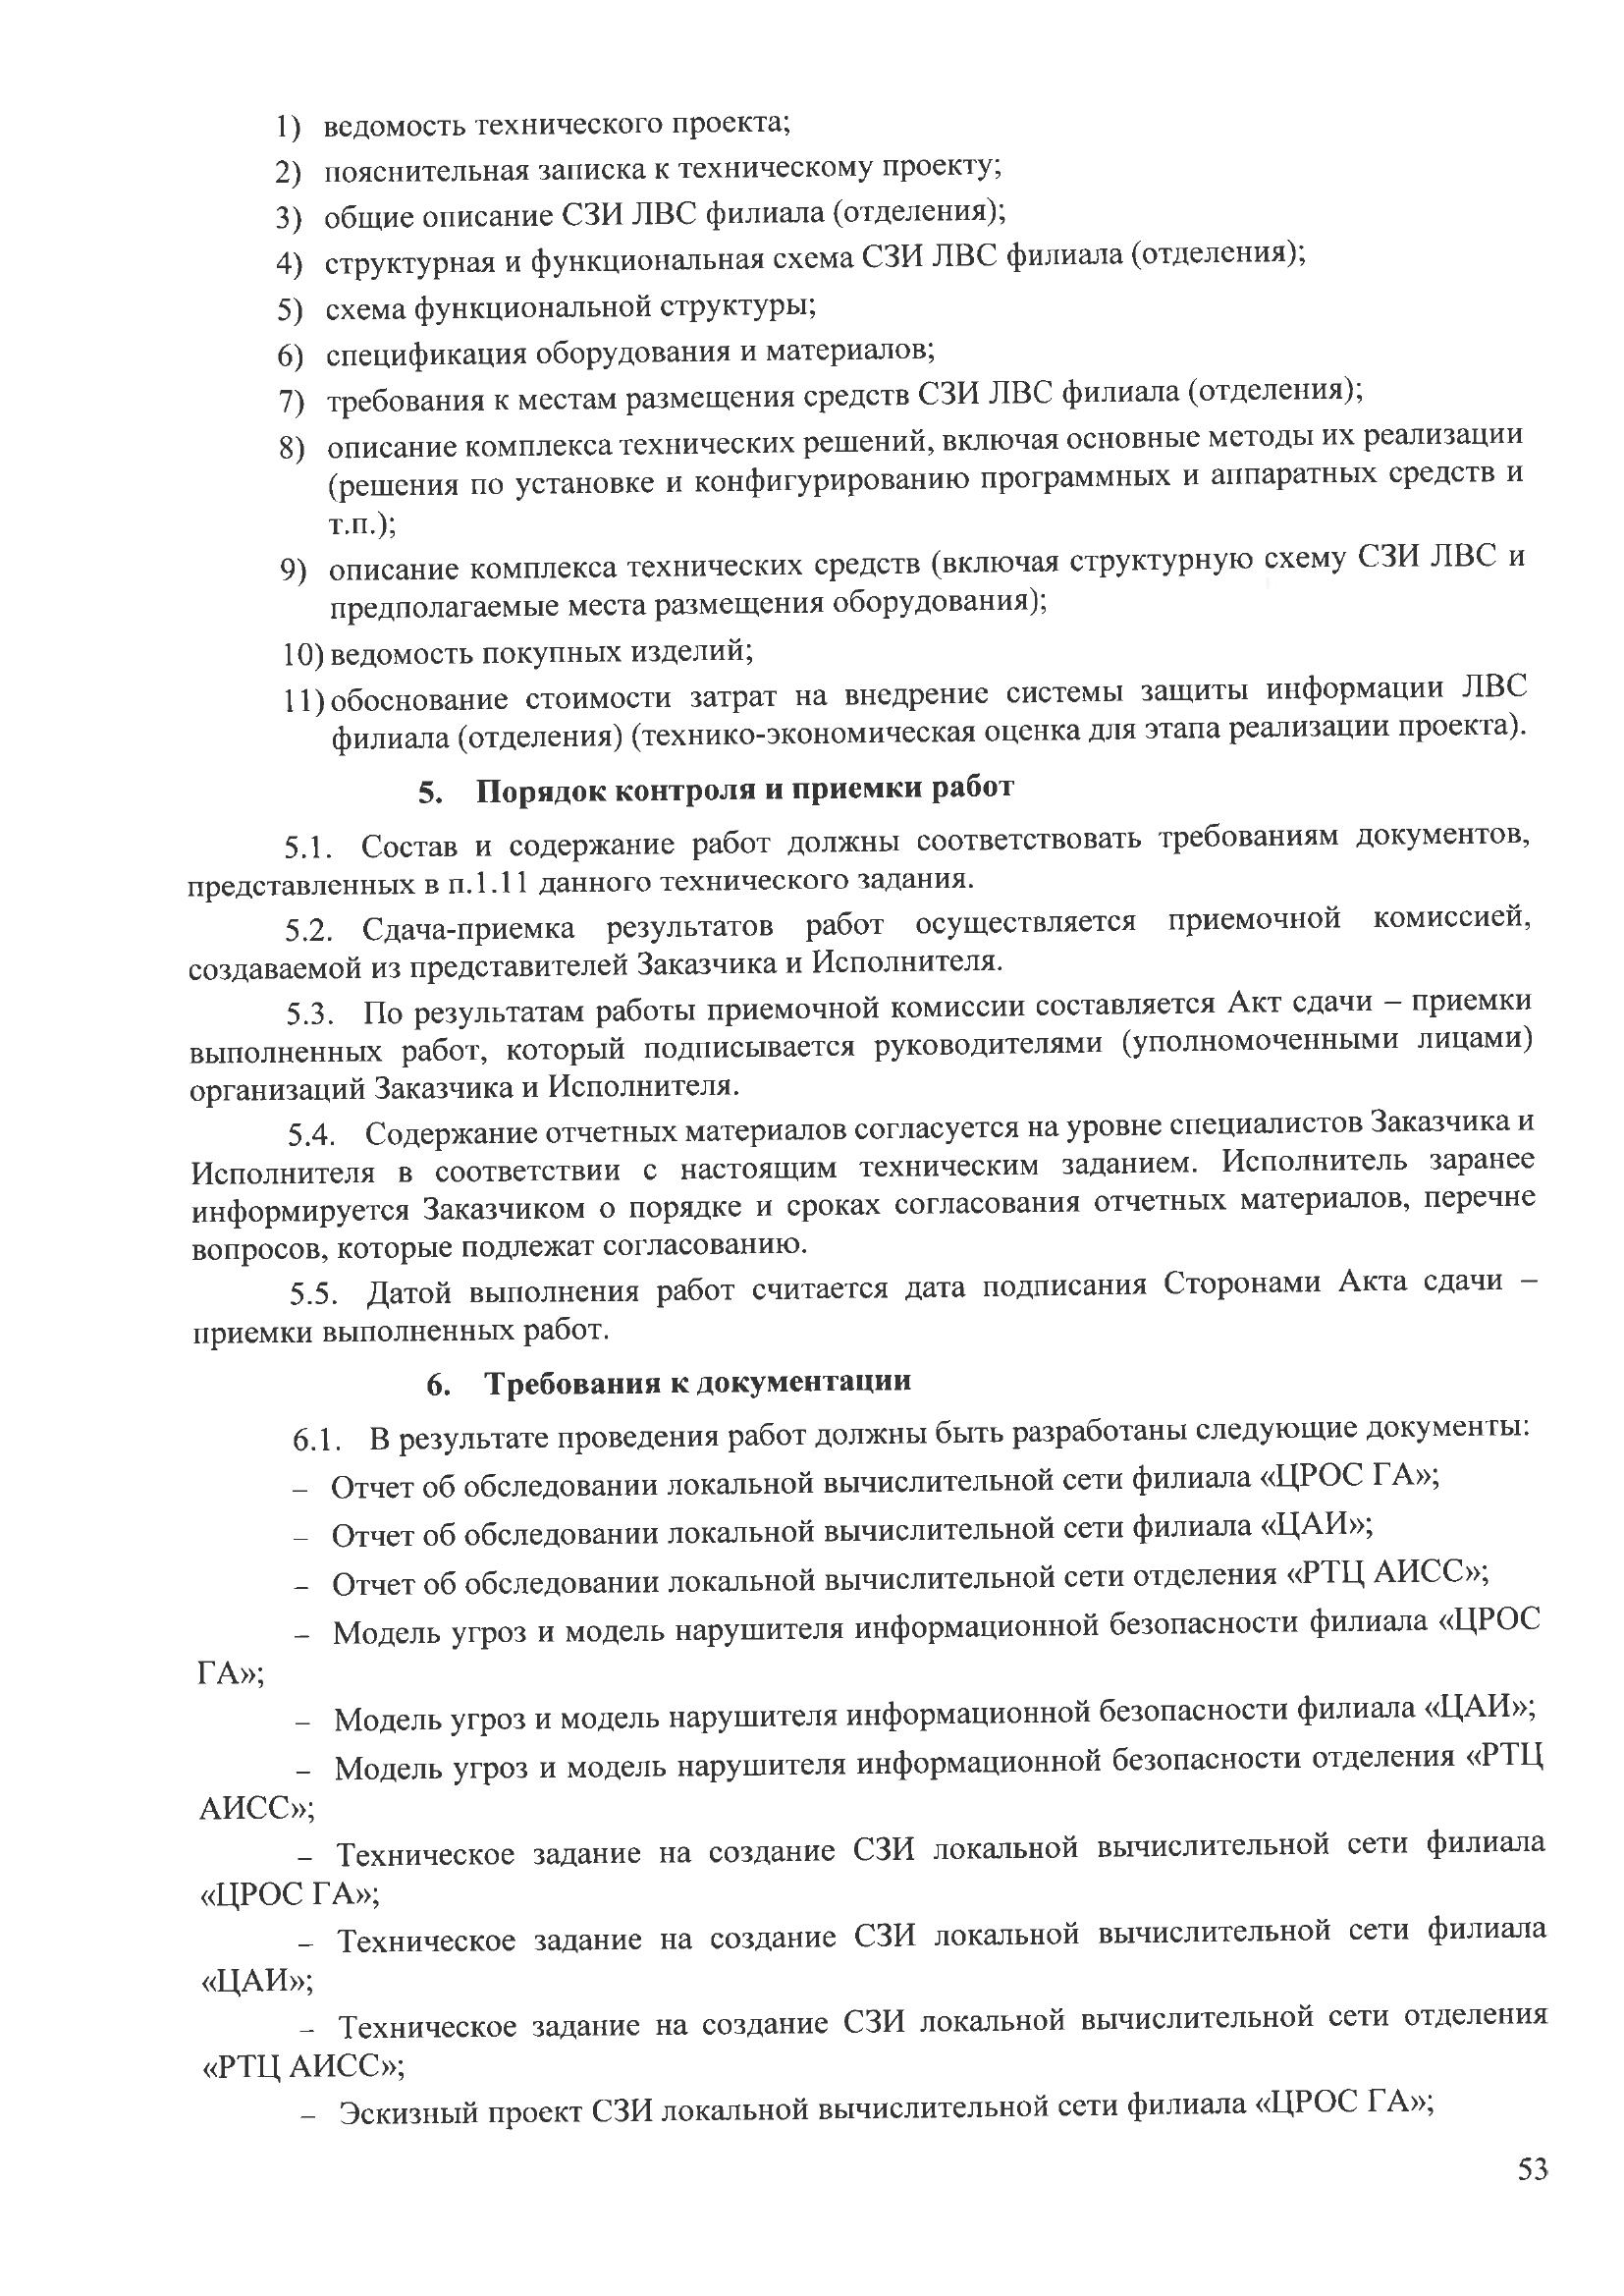 1) ведомость технического проекта;
2) пояснительная записка к техническому проекту;
3) общие описание СЗИ ЛВС филиала (отделения);
4) структурная и функциональная схема СЗИ ЛВС филиала (отделения);
5) схема функциональной структуры;
6) спецификация оборудования и материалов;
7) требования к местам размещения средств СЗИ ЛВС филиала (отделения);
8) описание комплекса технических решений, включая основные методы их реализации
(решения по установке и конфигурированию программных и аппаратных средств и
т.п.);
9) описание комплекса технических средств (включая структурную схему СЗИ ЛВС и
предполагаемые места размещения оборудования);
10) ведомость покупных изделий;
11) обоснование стоимости затрат на внедрение системы защиты информации ЛВС
филиала (отделения) (технико-экономическая оценка для этапа реализации проекта).
5. Порядок контроля и приемки работ
5.1. Состав и содержание работ должны соответствовать требованиям документов,
представленных в п.1.11 данного технического задания.
5.2. Сдача-приемка результатов работ осуществляется приемочной комиссией,
создаваемой из представителей Заказчика и Исполнителя.
5.3. По результатам работы приемочной комиссии составляется Акт сдачи – приемки
выполненных работ, который подписывается руководителями (уполномоченными лицами)
организаций Заказчика и Исполнителя.
5.4. Содержание отчетных материалов согласуется на уровне специалистов Заказчика и
Исполнителя в соответствии с настоящим техническим заданием. Исполнитель заранее
информируется Заказчиком о порядке и сроках согласования отчетных материалов, перечне
вопросов, которые подлежат согласованию.
5.5. Датой выполнения работ считается дата подписания Сторонами Акта сдачи –
приемки выполненных работ.
6. Требования к документации
6.1. В результате проведения работ должны быть разработаны следующие документы:
– Отчет об обследовании локальной вычислительной сети филиала «ЦРОС ГА»;
– Отчет об обследовании локальной вычислительной сети филиала «ЦАИ»;
– Отчет об обследовании локальной вычислительной сети отделения «РТЦ АИСС»;
– Модель угроз и модель нарушителя информационной безопасности филиала «ЦРОС
ГА»;
– Модель угроз и модель нарушителя информационной безопасности филиала «ЦАИ»;
– Модель угроз и модель нарушителя информационной безопасности отделения «РТЦ
АИСС»;
– Техническое задание на создание СЗИ локальной вычислительной сети филиала
«ЦРОС ГА»;
– Техническое задание на создание СЗИ локальной вычислительной сети филиала
«ЦАИ»;
– Техническое задание на создание СЗИ локальной вычислительной сети отделения
«РТЦ АИСС»;
– Эскизный проект СЗИ локальной вычислительной сети филиала «ЦРОС ГА»;
53